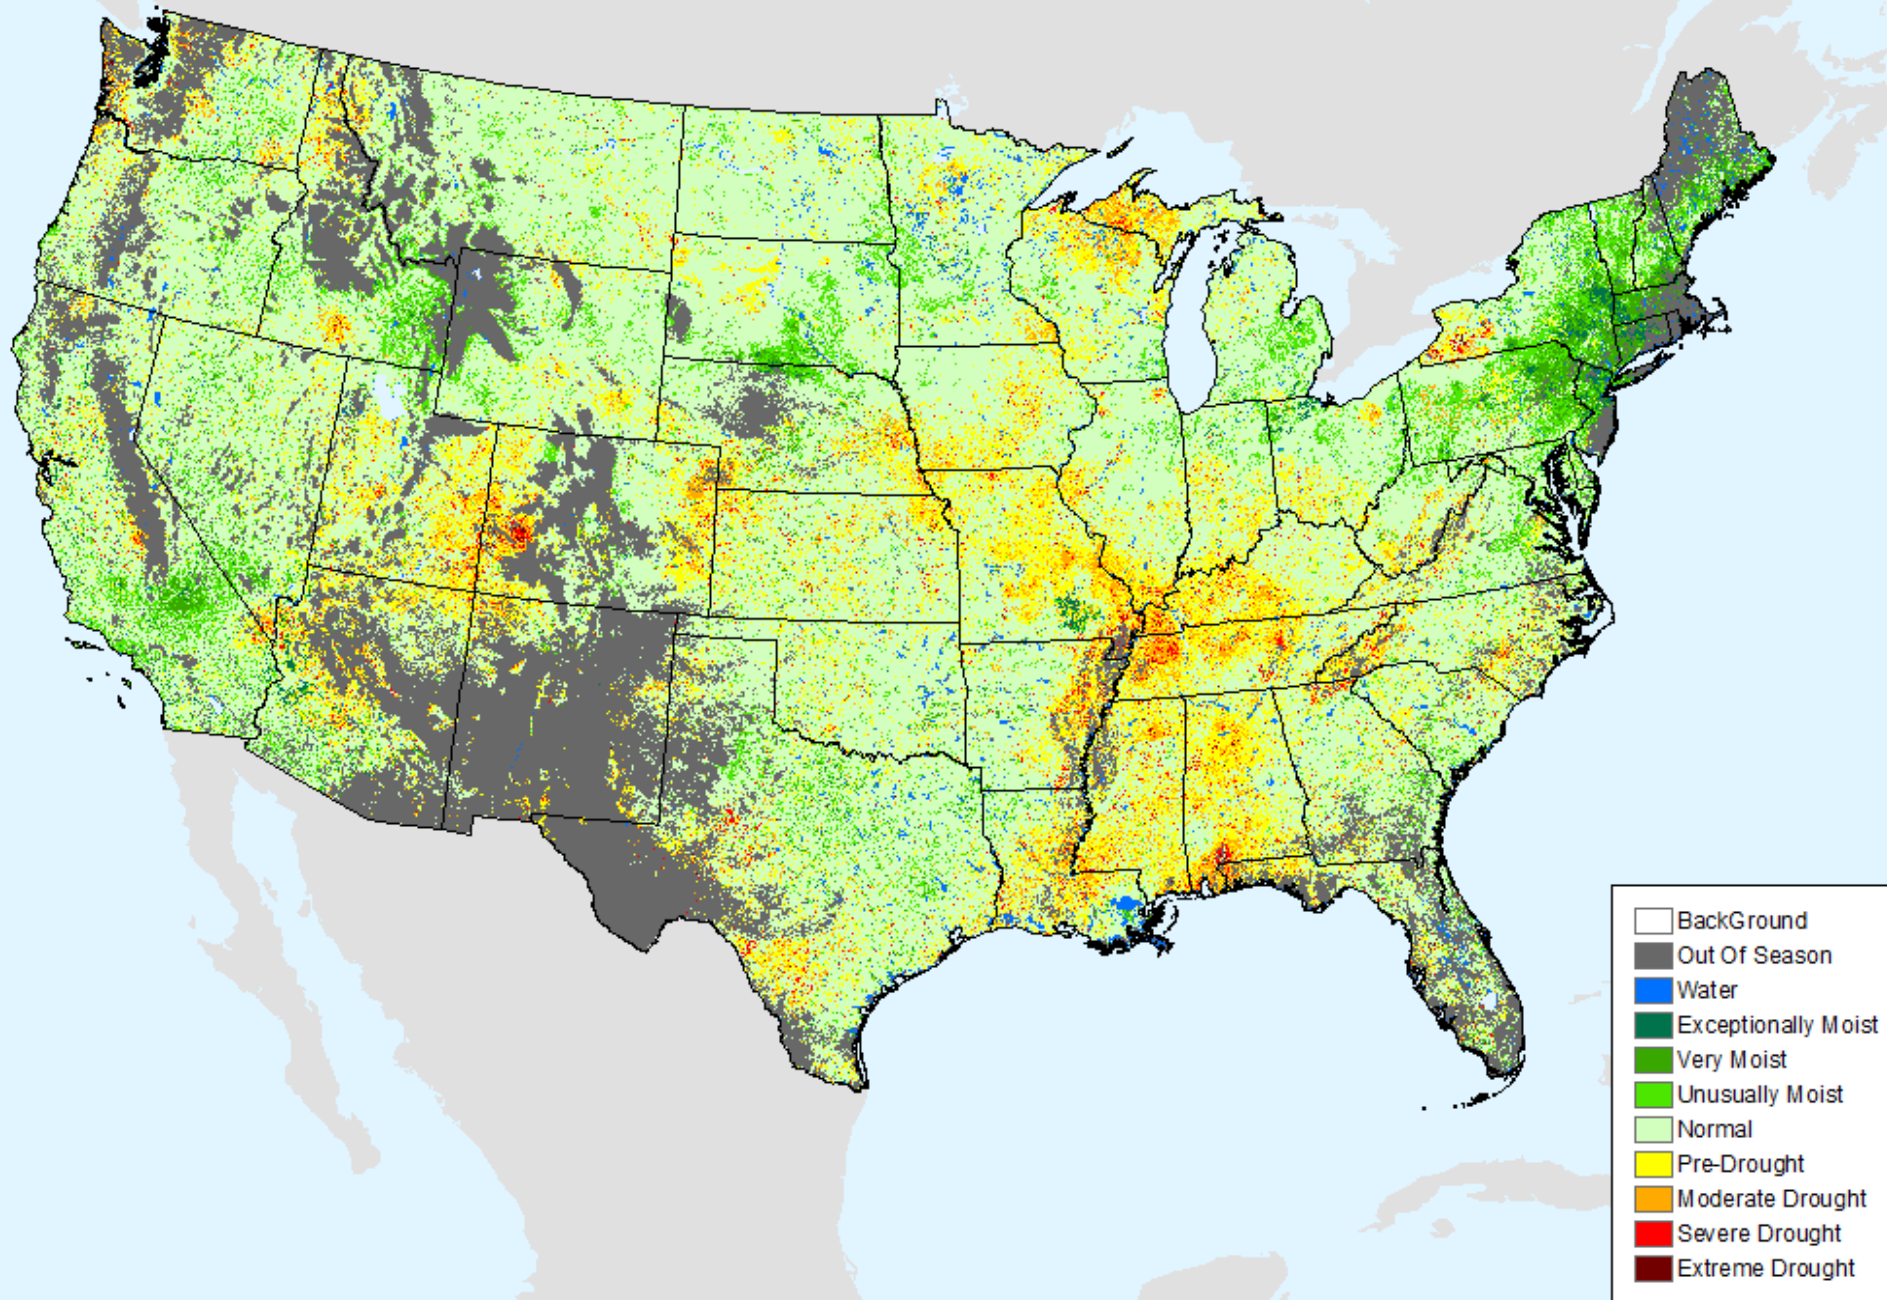 BackGround
Out Of Season
Water
Exceptionally Moist
Very Moist
Unusually Moist
Normal
Pre-Drought
Moderate Drought
Severe Drought
Extreme Drought